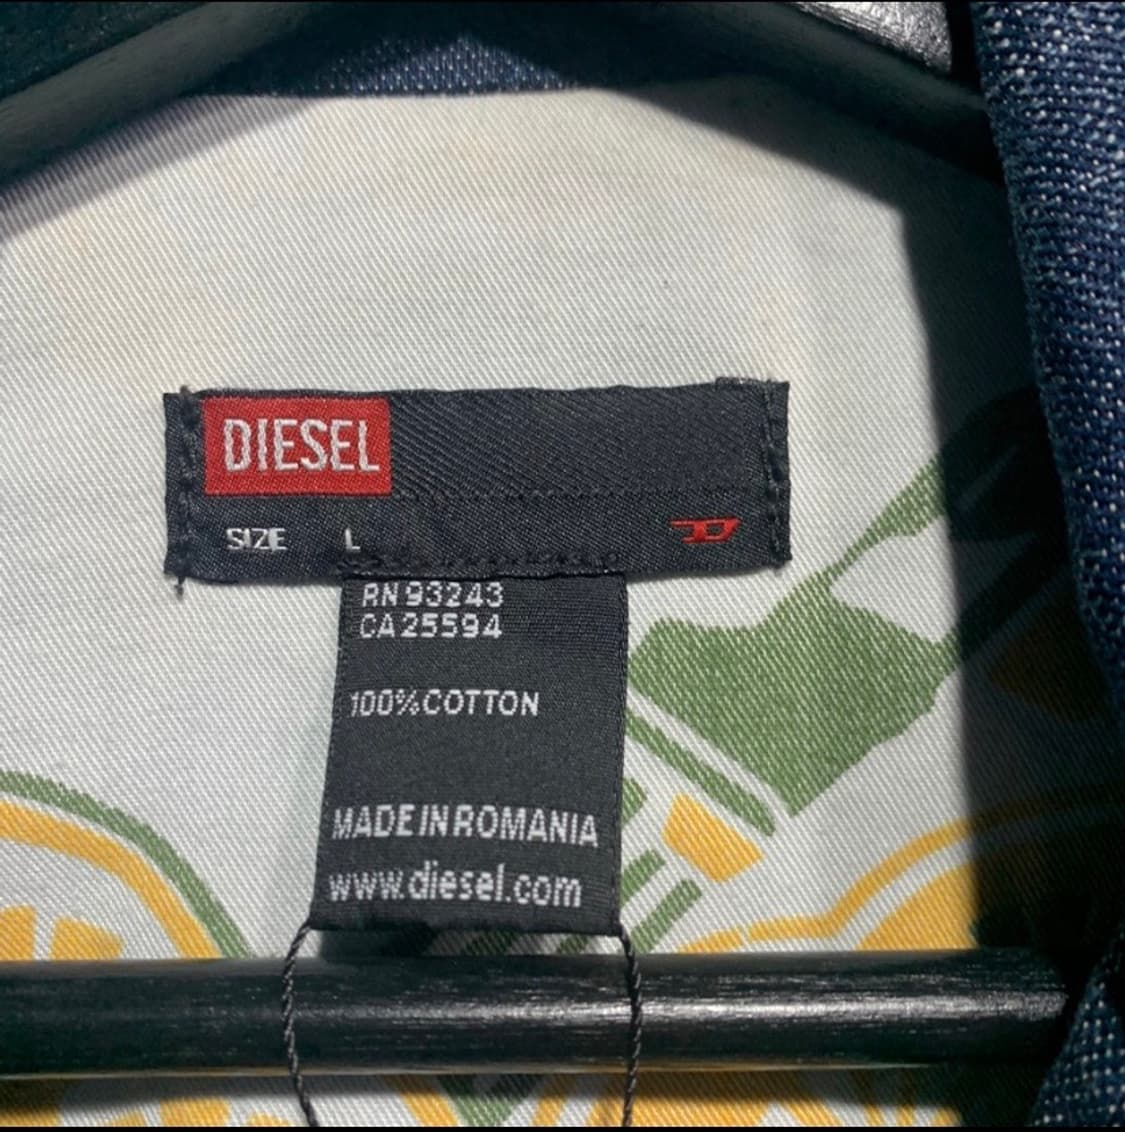 DIESEL
SIZE L
D
RN 93243
CA 25594
100% COTTON
MADE IN ROMANIA
www.diesel.com